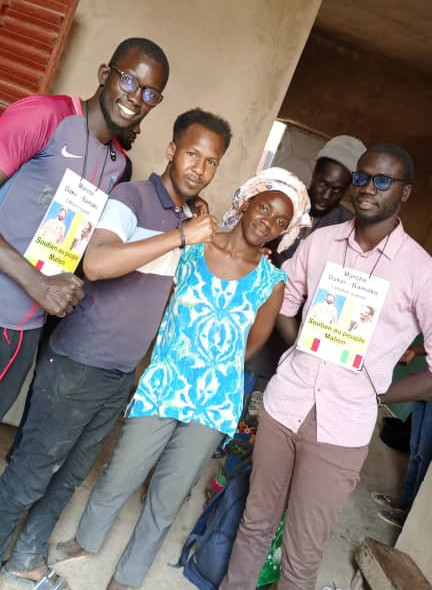 Marche
Dakar - Bamako
Soutien au peuple
Malien
Marche
Dakar - Bamako
Soutien au peuple
Malien